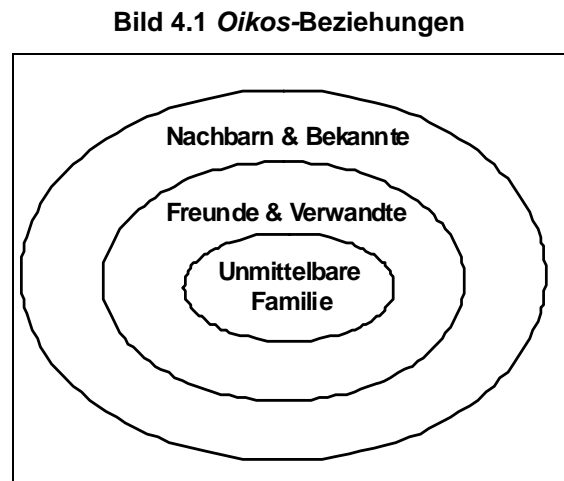 Bild 4.1 Oikos-Beziehungen
Nachbarn & Bekannte
Freunde & Verwandte
Unmittelbare
Familie